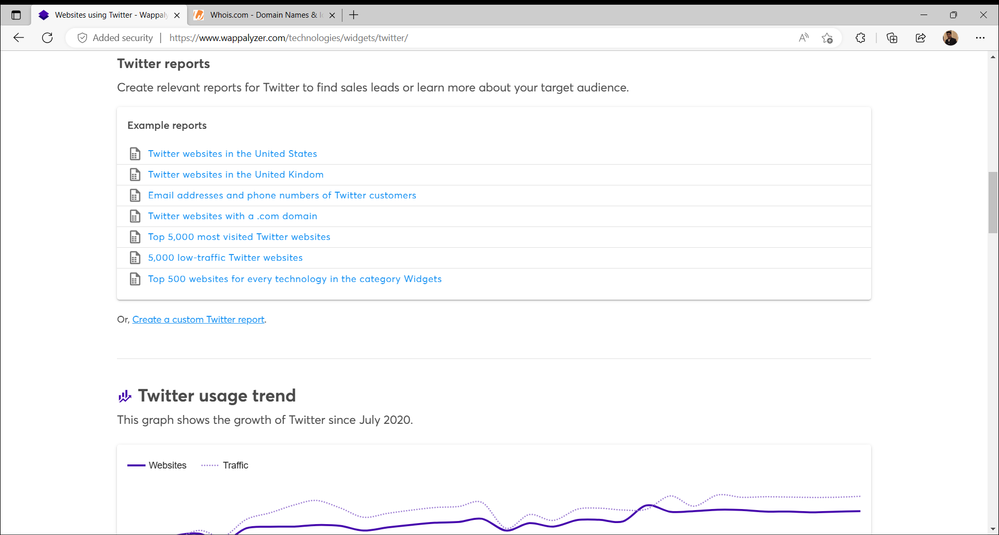 Websites using Twitter - Wappaly
Whois.com - Domain Names &
Added security
https://www.wappalyzer.com/technologies/widgets/twitter/
Twitter reports
Create relevant reports for Twitter to find sales leads or learn more about your target audience.
Example reports
Twitter websites in the United States
Twitter websites in the United Kindom
Email addresses and phone numbers of Twitter customers
Twitter websites with a .com domain
Top 5,000 most visited Twitter websites
5,000 low-traffic Twitter websites
Top 500 websites for every technology in the category Widgets
Or, Create a custom Twitter report.
Twitter usage trend
This graph shows the growth of Twitter since July 2020.
Websites
Traffic